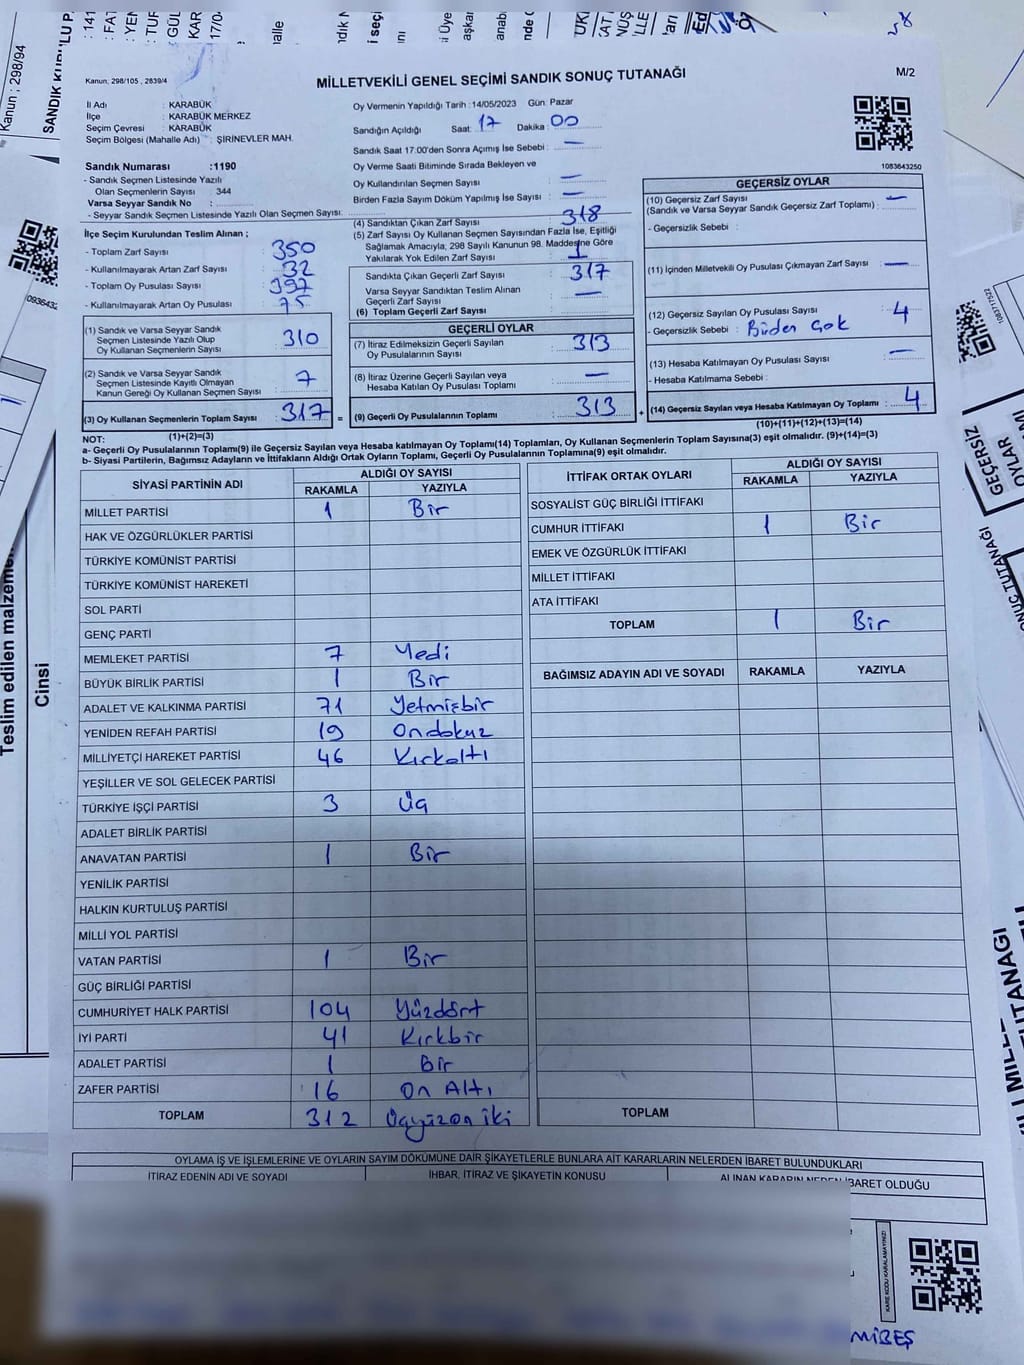 Kanun; 298/105, 2839/4
MİLLETVEKİLİ GENEL SEÇİMİ SANDIK SONUÇ TUTANAĞI
M/2
İl Adı : KARABÜK
İlçe : KARABÜK MERKEZ
Seçim Çevresi : KARABÜK
Seçim Bölgesi (Mahalle Adı) : ŞİRİNEVLER MAH.
Sandık Numarası :1190
- Sandık Seçmen Listesinde Yazılı
Olan Seçmenlerin Sayısı 344
Varsa Seyyar Sandık No :
- Seyyar Sandık Seçmen Listesinde Yazılı Olan Seçmen Sayısı:
Oy Vermenin Yapıldığı Tarih :14/05/2023 Gün: Pazar
Sandığın Açıldığı Saat: 17 Dakika : 00
Sandık Saat 17:00'den Sonra Açımış İse Sebebi : —
Oy Verme Saati Bitiminde Sırada Bekleyen ve
Oy Kullandırılan Seçmen Sayısı —
Birden Fazla Sayım Döküm Yapılmış İse Sayısı : —
1083643250
İlçe Seçim Kurulundan Teslim Alınan ;
- Toplam Zarf Sayısı : 350
- Kullanılmayarak Artan Zarf Sayısı : 32
- Toplam Oy Pusulası Sayısı : 392
- Kullanılmayarak Artan Oy Pusulası : 75
(1) Sandık ve Varsa Seyyar Sandık
Seçmen Listesinde Yazılı Olup
Oy Kullanan Seçmenlerin Sayısı : 310
(2) Sandık ve Varsa Seyyar Sandık
Seçmen Listesinde Kayıtlı Olmayan
Kanun Gereği Oy Kullanan Seçmen Sayısı : 7
(3) Oy Kullanan Seçmenlerin Toplam Sayısı : 317
(1)+(2)=(3)
(4) Sandıktan Çıkan Zarf Sayısı : 318
(5) Zarf Sayısı Oy Kullanan Seçmen Sayısından Fazla İse, Eşitliği
Sağlamak Amacıyla; 298 Sayılı Kanunun 98. Maddesine Göre
Yakılarak Yok Edilen Zarf Sayısı : 1
Sandıkta Çıkan Geçerli Zarf Sayısı : 317
Varsa Seyyar Sandıktan Teslim Alınan
Geçerli Zarf Sayısı : —
(6) Toplam Geçerli Zarf Sayısı :
GEÇERLİ OYLAR
(7) İtiraz Edilmeksizin Geçerli Sayılan
Oy Pusulalarının Sayısı : 313
(8) İtiraz Üzerine Geçerli Sayılan veya
Hesaba Katılan Oy Pusulası Toplamı : —
= (9) Geçerli Oy Pusulalarının Toplamı : 313
GEÇERSİZ OYLAR
(10) Geçersiz Zarf Sayısı —
(Sandık ve Varsa Seyyar Sandık Geçersiz Zarf Toplamı) :
- Geçersizlik Sebebi :
(11) İçinden Milletvekili Oy Pusulası Çıkmayan Zarf Sayısı : —
(12) Geçersiz Sayılan Oy Pusulası Sayısı : 4
- Geçersizlik Sebebi : Birden Çok
(13) Hesaba Katılmayan Oy Pusulası Sayısı : —
- Hesaba Katılmama Sebebi :
+ (14) Geçersiz Sayılan veya Hesaba Katılmayan Oy Toplamı : 4
(10)+(11)+(12)+(13)=(14)
NOT:
a- Geçerli Oy Pusulalarının Toplamı(9) ile Geçersiz Sayılan veya Hesaba katılmayan Oy Toplamı(14) Toplamları, Oy Kullanan Seçmenlerin Toplam Sayısına(3) eşit olmalıdır. (9)+(14)=(3)
b- Siyasi Partilerin, Bağımsız Adayların ve İttifakların Aldığı Ortak Oyların Toplamı, Geçerli Oy Pusulalarının Toplamına(9) eşit olmalıdır.
SİYASİ PARTİNİN ADI ALDIĞI OY SAYISI
RAKAMLA YAZIYLA
MİLLET PARTİSİ 1 Bir
HAK VE ÖZGÜRLÜKLER PARTİSİ
TÜRKİYE KOMÜNİST PARTİSİ
TÜRKİYE KOMÜNİST HAREKETİ
SOL PARTİ
GENÇ PARTİ
MEMLEKET PARTİSİ 7 Yedi
BÜYÜK BİRLİK PARTİSİ 1 Bir
ADALET VE KALKINMA PARTİSİ 71 Yetmişbir
YENİDEN REFAH PARTİSİ 19 Ondokuz
MİLLİYETÇİ HAREKET PARTİSİ 46 Kırkaltı
YEŞİLLER VE SOL GELECEK PARTİSİ
TÜRKİYE İŞÇİ PARTİSİ 3 Üç
ADALET BİRLİK PARTİSİ
ANAVATAN PARTİSİ 1 Bir
YENİLİK PARTİSİ
HALKIN KURTULUŞ PARTİSİ
MİLLİ YOL PARTİSİ
VATAN PARTİSİ 1 Bir
GÜÇ BİRLİĞİ PARTİSİ
CUMHURİYET HALK PARTİSİ 104 Yüzdört
İYİ PARTİ 41 Kırkbir
ADALET PARTİSİ 1 Bir
ZAFER PARTİSİ 16 On Altı
TOPLAM 312 Üçyüzon iki
İTTİFAK ORTAK OYLARI ALDIĞI OY SAYISI
RAKAMLA YAZIYLA
SOSYALİST GÜÇ BİRLİĞİ İTTİFAKI
CUMHUR İTTİFAKI 1 Bir
EMEK VE ÖZGÜRLÜK İTTİFAKI
MİLLET İTTİFAKI
ATA İTTİFAKI
TOPLAM 1 Bir
BAĞIMSIZ ADAYIN ADI VE SOYADI RAKAMLA YAZIYLA
TOPLAM
OYLAMA İŞ VE İŞLEMLERİNE VE OYLARIN SAYIM DÖKÜMÜNE DAİR ŞİKAYETLERLE BUNLARA AİT KARARLARIN NELERDEN İBARET BULUNDUKLARI
İTİRAZ EDENİN ADI VE SOYADI İHBAR, İTİRAZ VE ŞİKAYETİN KONUSU ALINAN KARARIN NEDEN İBARET OLDUĞU
KARE KODU KARALAMAYINIZ!
MİBEŞ
Kanun ; 298/94
Teslim edilen malzeme
Cinsi
GEÇERSİZ
OYLAR
1083717522